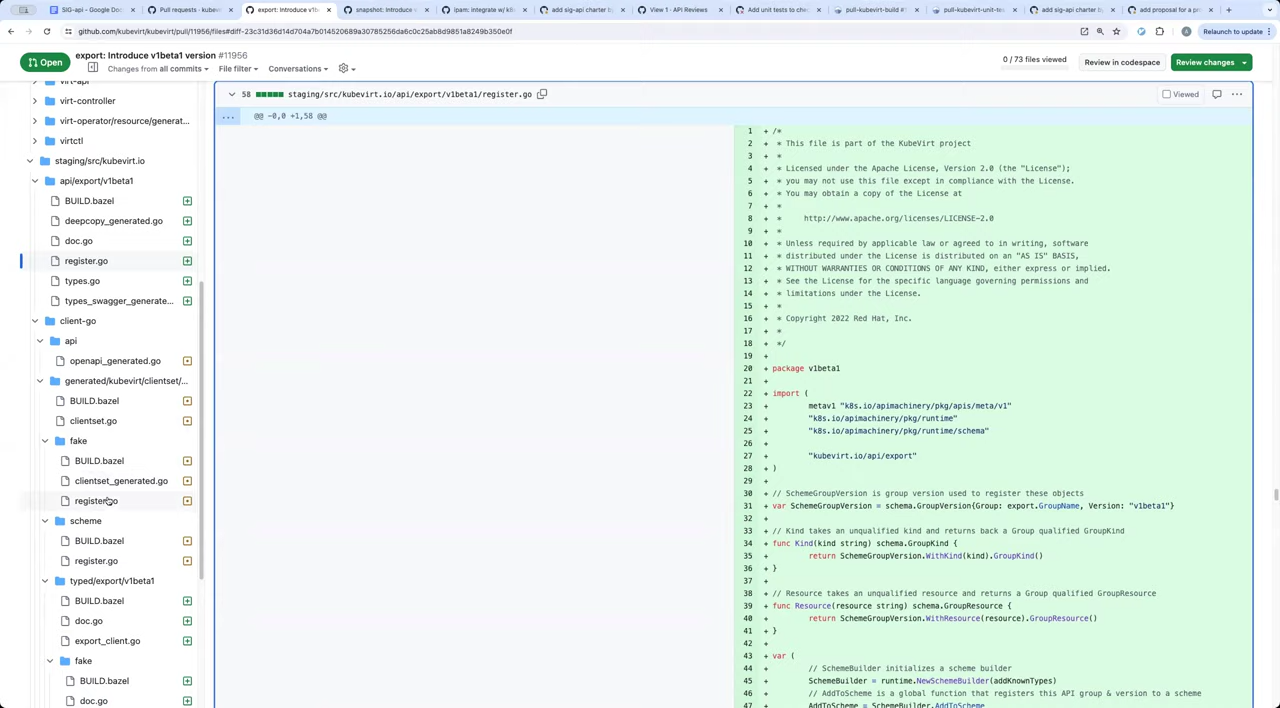 SIG-api - Google Doc
Pull requests · kubevir
export: Introduce v1be
snapshot: Introduce v
ipam: integrate w/ k8s
add sig-api charter by
View 1 · API Reviews
Add unit tests to che
pull-kubevirt-build #1
pull-kubevirt-unit-tes
add sig-api charter by
add proposal for a pro
github.com/kubevirt/kubevirt/pull/11956/files#diff-23c31d36d14d704a7b014520689a30785256da6c0c25ab8d9851a8249b350e0f
Relaunch to update
Open
export: Introduce v1beta1 version #11956
Changes from all commits
File filter
Conversations
0 / 73 files viewed
Review in codespace
Review changes
virt-api
virt-controller
virt-operator/resource/generat...
virtctl
staging/src/kubevirt.io
api/export/v1beta1
BUILD.bazel
deepcopy_generated.go
doc.go
register.go
types.go
types_swagger_generate...
client-go
api
openapi_generated.go
generated/kubevirt/clientset/...
BUILD.bazel
clientset.go
fake
BUILD.bazel
clientset_generated.go
register.go
scheme
BUILD.bazel
register.go
typed/export/v1beta1
BUILD.bazel
doc.go
export_client.go
fake
BUILD.bazel
doc.go
58 staging/src/kubevirt.io/api/export/v1beta1/register.go
Viewed
... @@ -0,0 +1,58 @@
1 + /*
2 + * This file is part of the KubeVirt project
3 + *
4 + * Licensed under the Apache License, Version 2.0 (the "License");
5 + * you may not use this file except in compliance with the License.
6 + * You may obtain a copy of the License at
7 + *
8 + * http://www.apache.org/licenses/LICENSE-2.0
9 + *
10 + * Unless required by applicable law or agreed to in writing, software
11 + * distributed under the License is distributed on an "AS IS" BASIS,
12 + * WITHOUT WARRANTIES OR CONDITIONS OF ANY KIND, either express or implied.
13 + * See the License for the specific language governing permissions and
14 + * limitations under the License.
15 + *
16 + * Copyright 2022 Red Hat, Inc.
17 + *
18 + */
19 +
20 + package v1beta1
21 +
22 + import (
23 + metav1 "k8s.io/apimachinery/pkg/apis/meta/v1"
24 + "k8s.io/apimachinery/pkg/runtime"
25 + "k8s.io/apimachinery/pkg/runtime/schema"
26 +
27 + "kubevirt.io/api/export"
28 + )
29 +
30 + // SchemeGroupVersion is group version used to register these objects
31 + var SchemeGroupVersion = schema.GroupVersion{Group: export.GroupName, Version: "v1beta1"}
32 +
33 + // Kind takes an unqualified kind and returns back a Group qualified GroupKind
34 + func Kind(kind string) schema.GroupKind {
35 + return SchemeGroupVersion.WithKind(kind).GroupKind()
36 + }
37 +
38 + // Resource takes an unqualified resource and returns a Group qualified GroupResource
39 + func Resource(resource string) schema.GroupResource {
40 + return SchemeGroupVersion.WithResource(resource).GroupResource()
41 + }
42 +
43 + var (
44 + // SchemeBuilder initializes a scheme builder
45 + SchemeBuilder = runtime.NewSchemeBuilder(addKnownTypes)
46 + // AddToScheme is a global function that registers this API group & version to a scheme
47 + AddToScheme = SchemeBuilder.AddToScheme